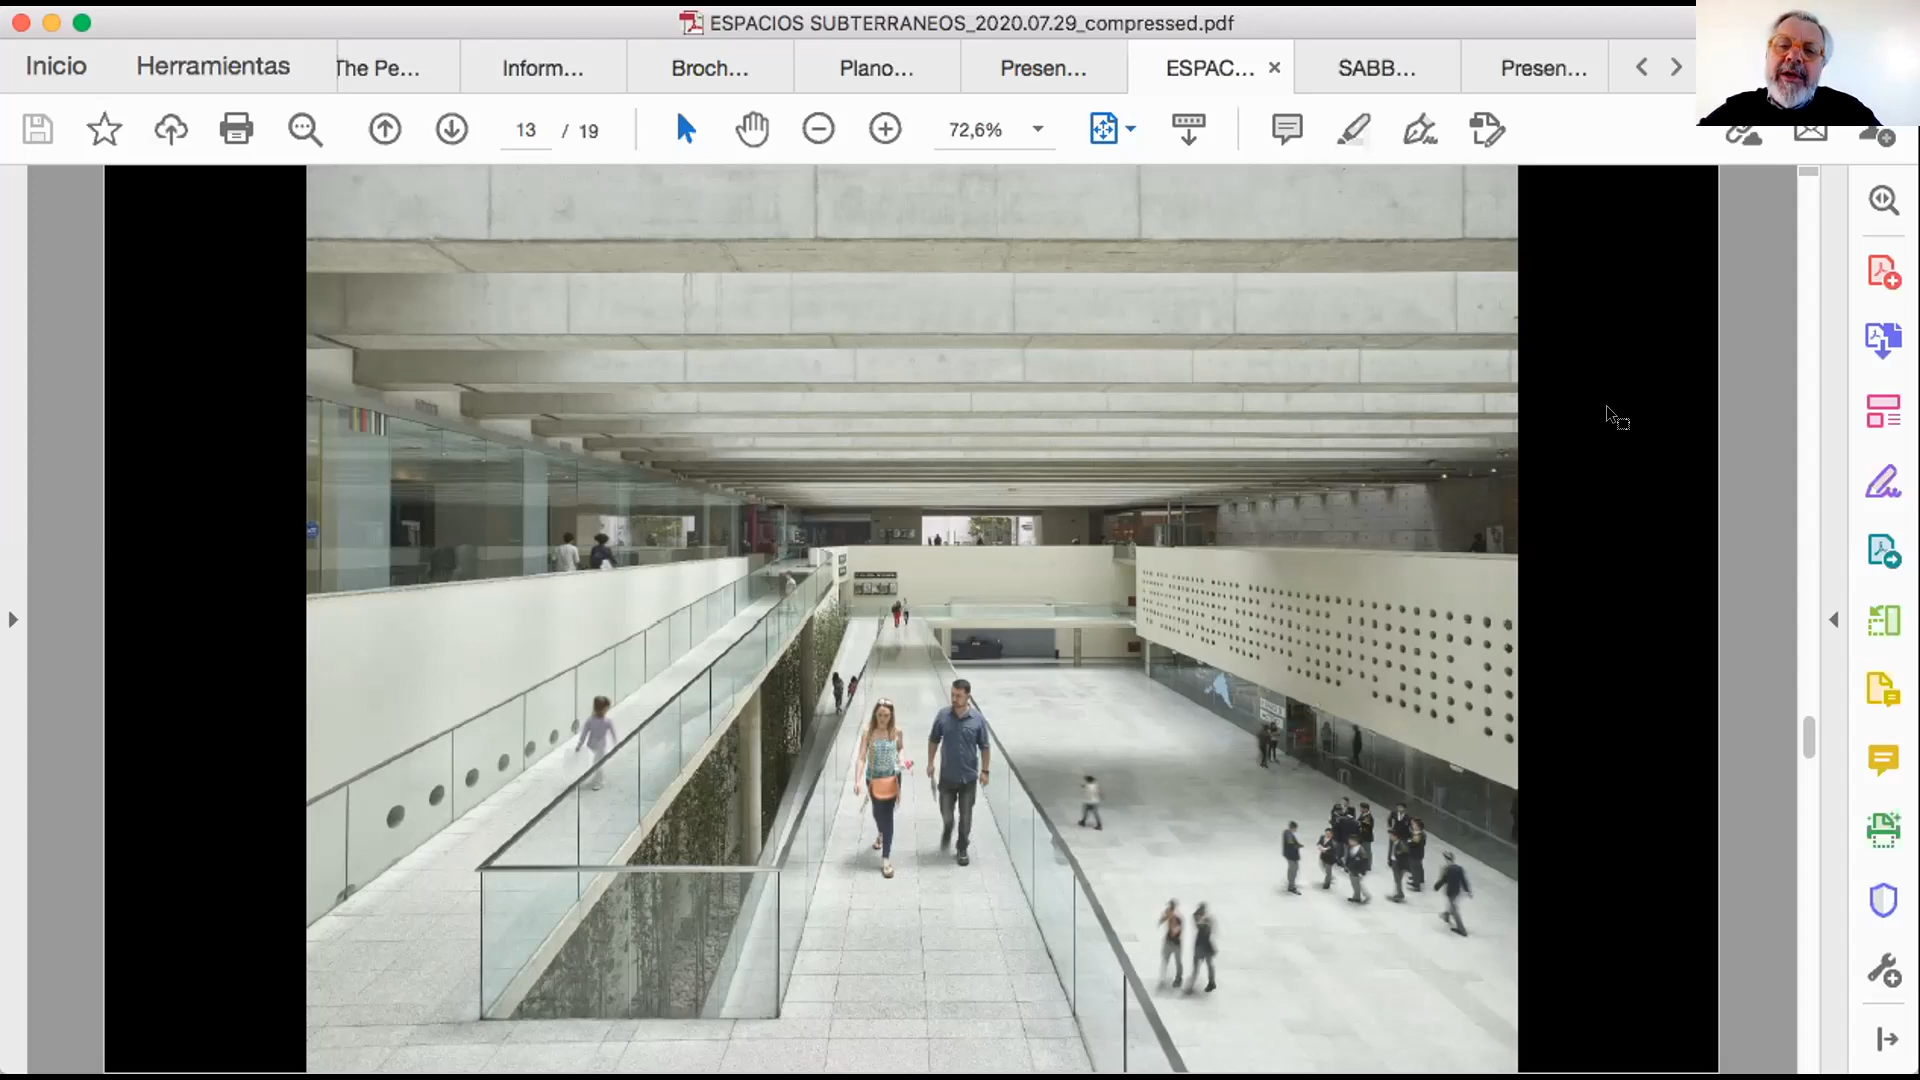 ESPACIOS SUBTERRANEOS_2020.07.29_compressed.pdf
Inicio
Herramientas
The Pe...
Inform...
Broch...
Plano...
Presen...
ESPAC...
SABB...
Presen...
13 / 19
72,6%